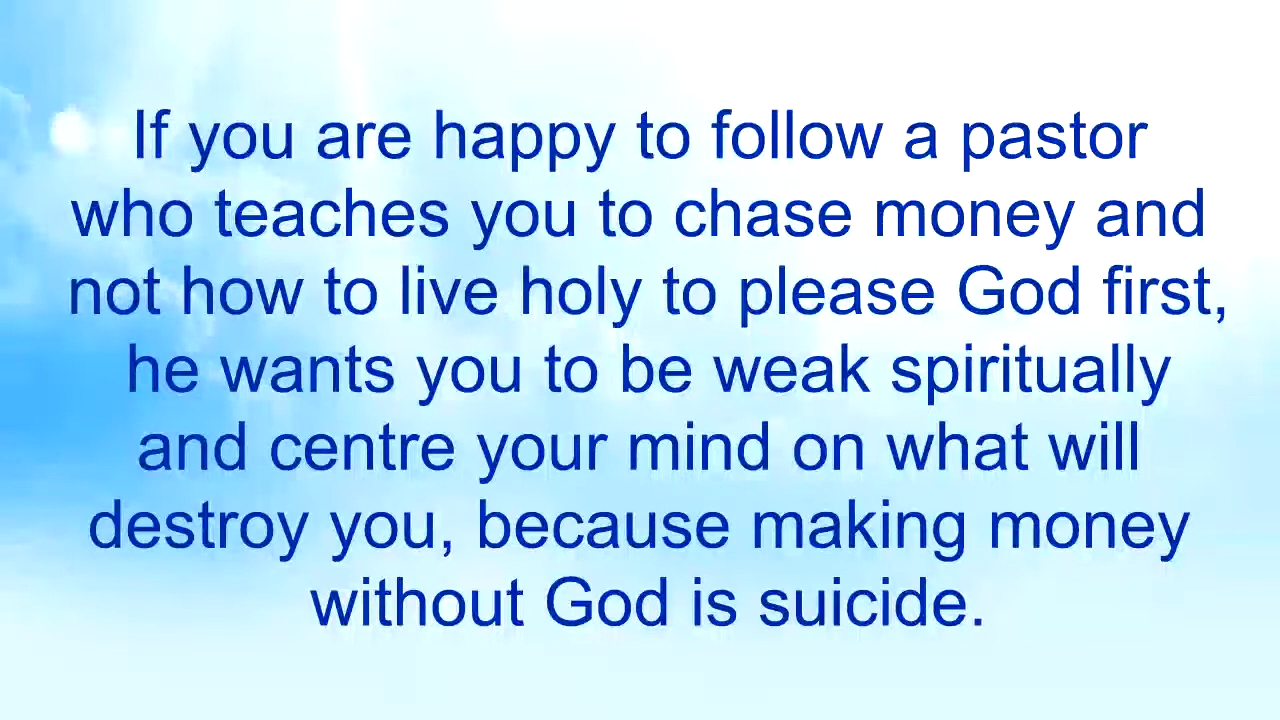 If you are happy to follow a pastor
who teaches you to chase money and
not how to live holy to please God first,
he wants you to be weak spiritually
and centre your mind on what will
destroy you, because making money
without God is suicide.